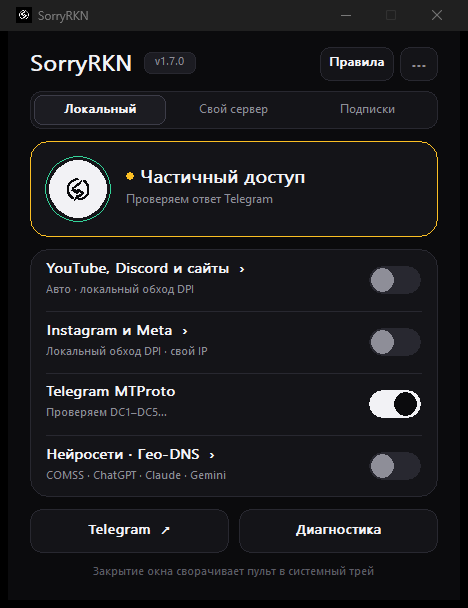 SorryRKN
SorryRKN v1.7.0 Правила ...
Локальный Свой сервер Подписки
Частичный доступ
Проверяем ответ Telegram
YouTube, Discord и сайты ›
Авто · локальный обход DPI
Instagram и Meta ›
Локальный обход DPI · свой IP
Telegram MTProto
Проверяем DC1–DC5...
Нейросети · Гео-DNS ›
COMSS · ChatGPT · Claude · Gemini
Telegram ↗ Диагностика
Закрытие окна сворачивает пульт в системный трей